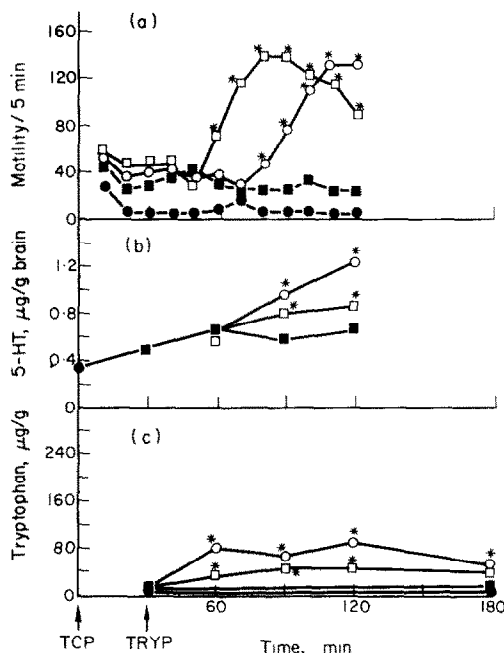 (a)
160
120
80
40
0
Motility/ 5 min
(b)
1·2
0·8
0·4
0
5-HT, μg/g brain
(c)
240
160
80
0
Tryptophan, μg/g
60
120
180
TCP
TRYP
Time, min